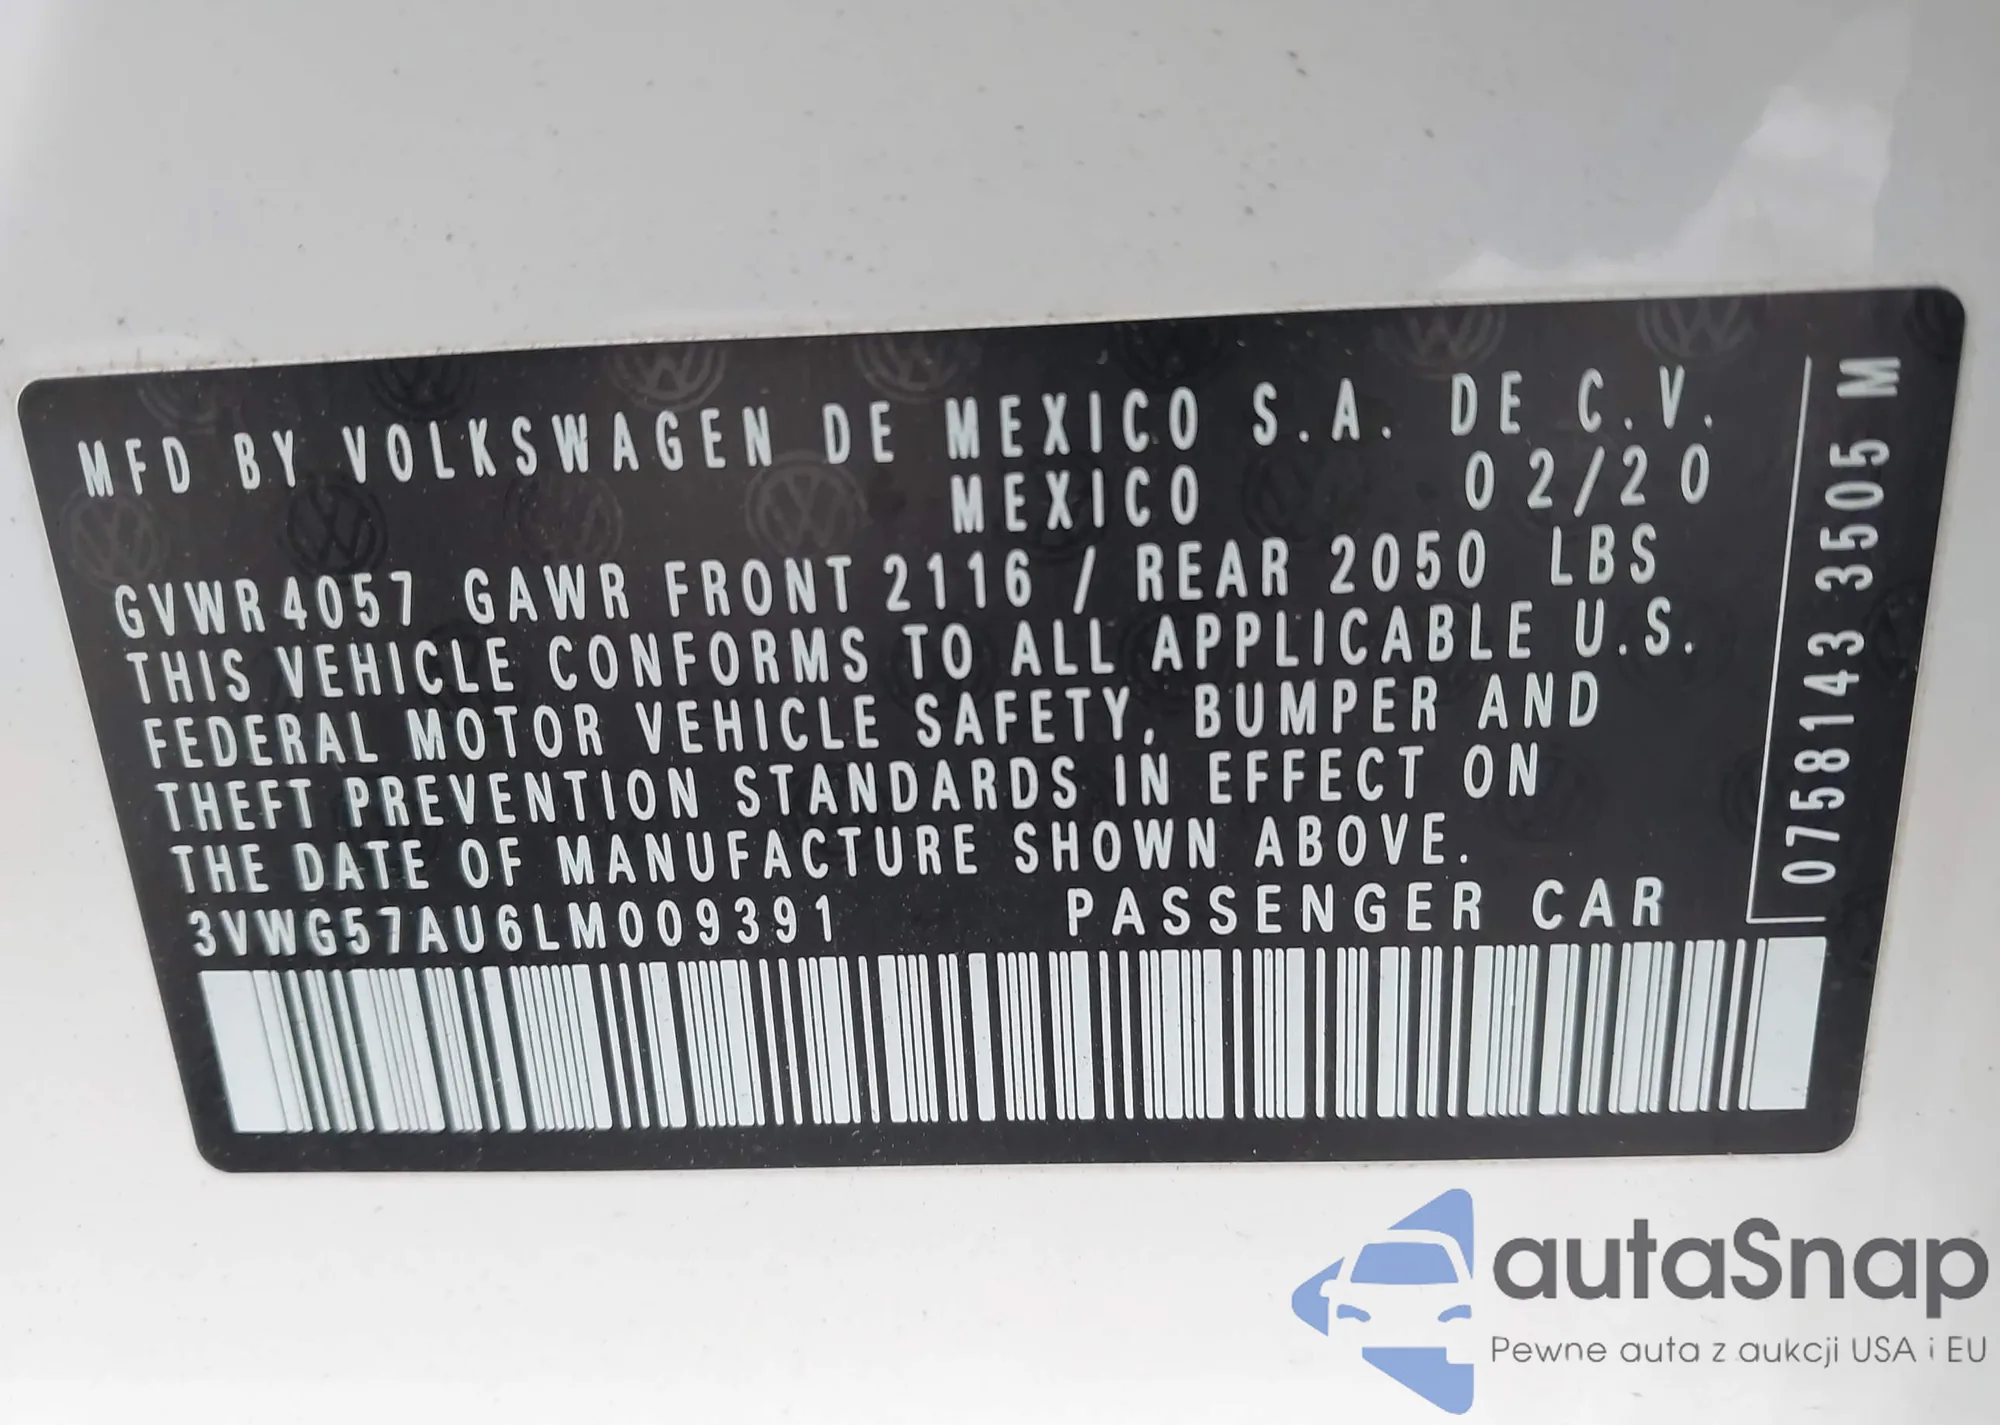 MFD BY VOLKSWAGEN DE MEXICO S.A. DE C.V.
MEXICO 02/20
GVWR 4057 GAWR FRONT 2116 / REAR 2050 LBS
THIS VEHICLE CONFORMS TO ALL APPLICABLE U.S.
FEDERAL MOTOR VEHICLE SAFETY, BUMPER AND
THEFT PREVENTION STANDARDS IN EFFECT ON
THE DATE OF MANUFACTURE SHOWN ABOVE.
3VWG57AU6LM009391 PASSENGER CAR
0758143 3505 M
autaSnap
Pewne auta z aukcji USA i EU